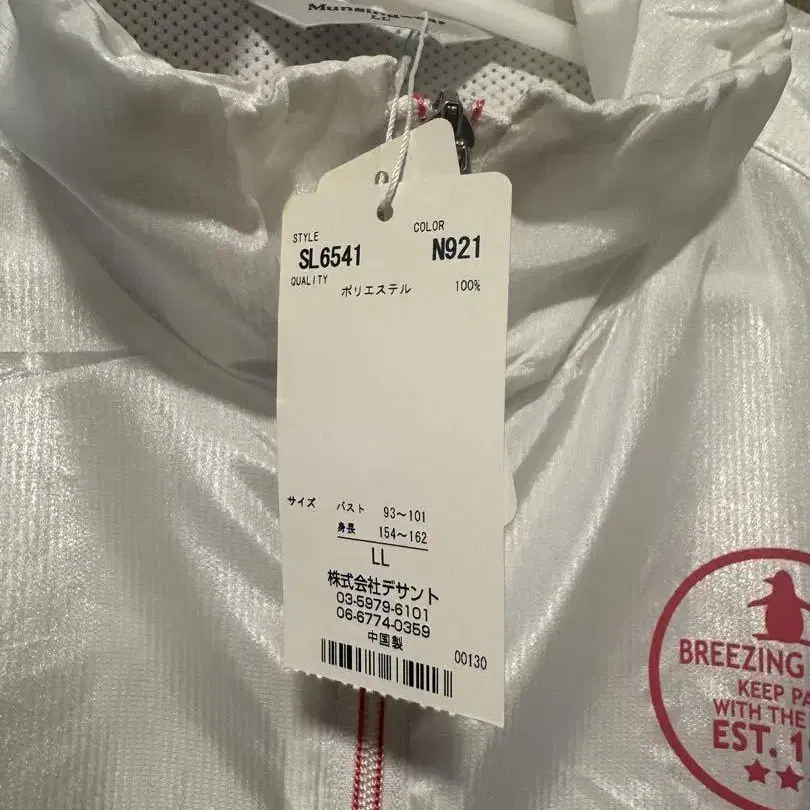 Munsingwear
LL
STYLE
COLOR
SL6541
N921
QUALITY
ポリエステル 100%
サイズ バスト 93~101
身長 154~162
LL
株式会社デサント
03-5979-6101
06-6774-0359
中国製
00130
BREEZING
KEEP
WITH THE
EST.